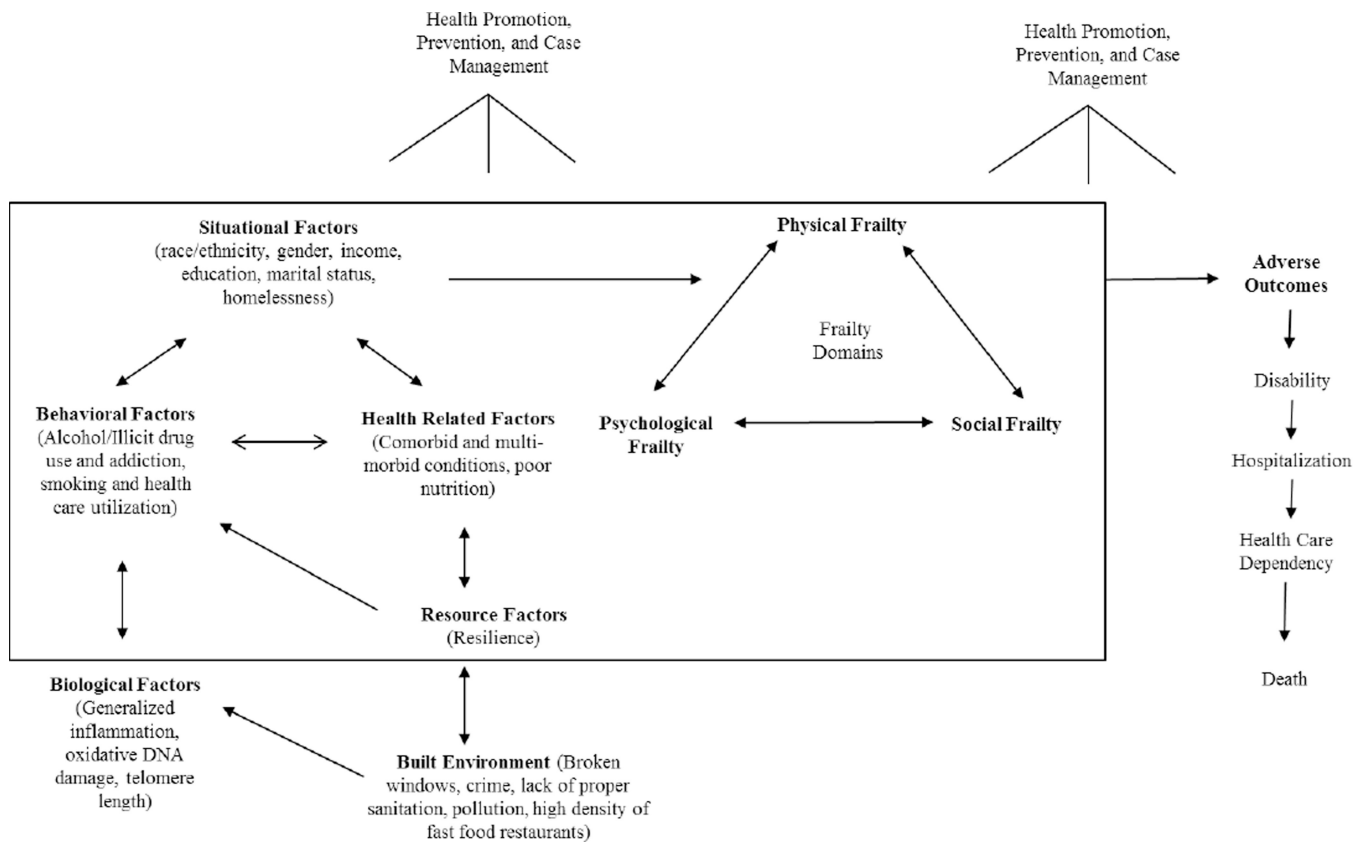 Health Promotion,
Prevention, and Case
Management
Health Promotion,
Prevention, and Case
Management
Situational Factors
(race/ethnicity, gender, income,
education, marital status,
homelessness)
Physical Frailty
Adverse
Outcomes
Frailty
Domains
Behavioral Factors
(Alcohol/Illicit drug
use and addiction,
smoking and health
care utilization)
Health Related Factors
(Comorbid and multi-
morbid conditions, poor
nutrition)
Psychological
Frailty
Social Frailty
Disability
Hospitalization
Health Care
Dependency
Resource Factors
(Resilience)
Death
Biological Factors
(Generalized
inflammation,
oxidative DNA
damage, telomere
length)
Built Environment (Broken
windows, crime, lack of proper
sanitation, pollution, high density of
fast food restaurants)